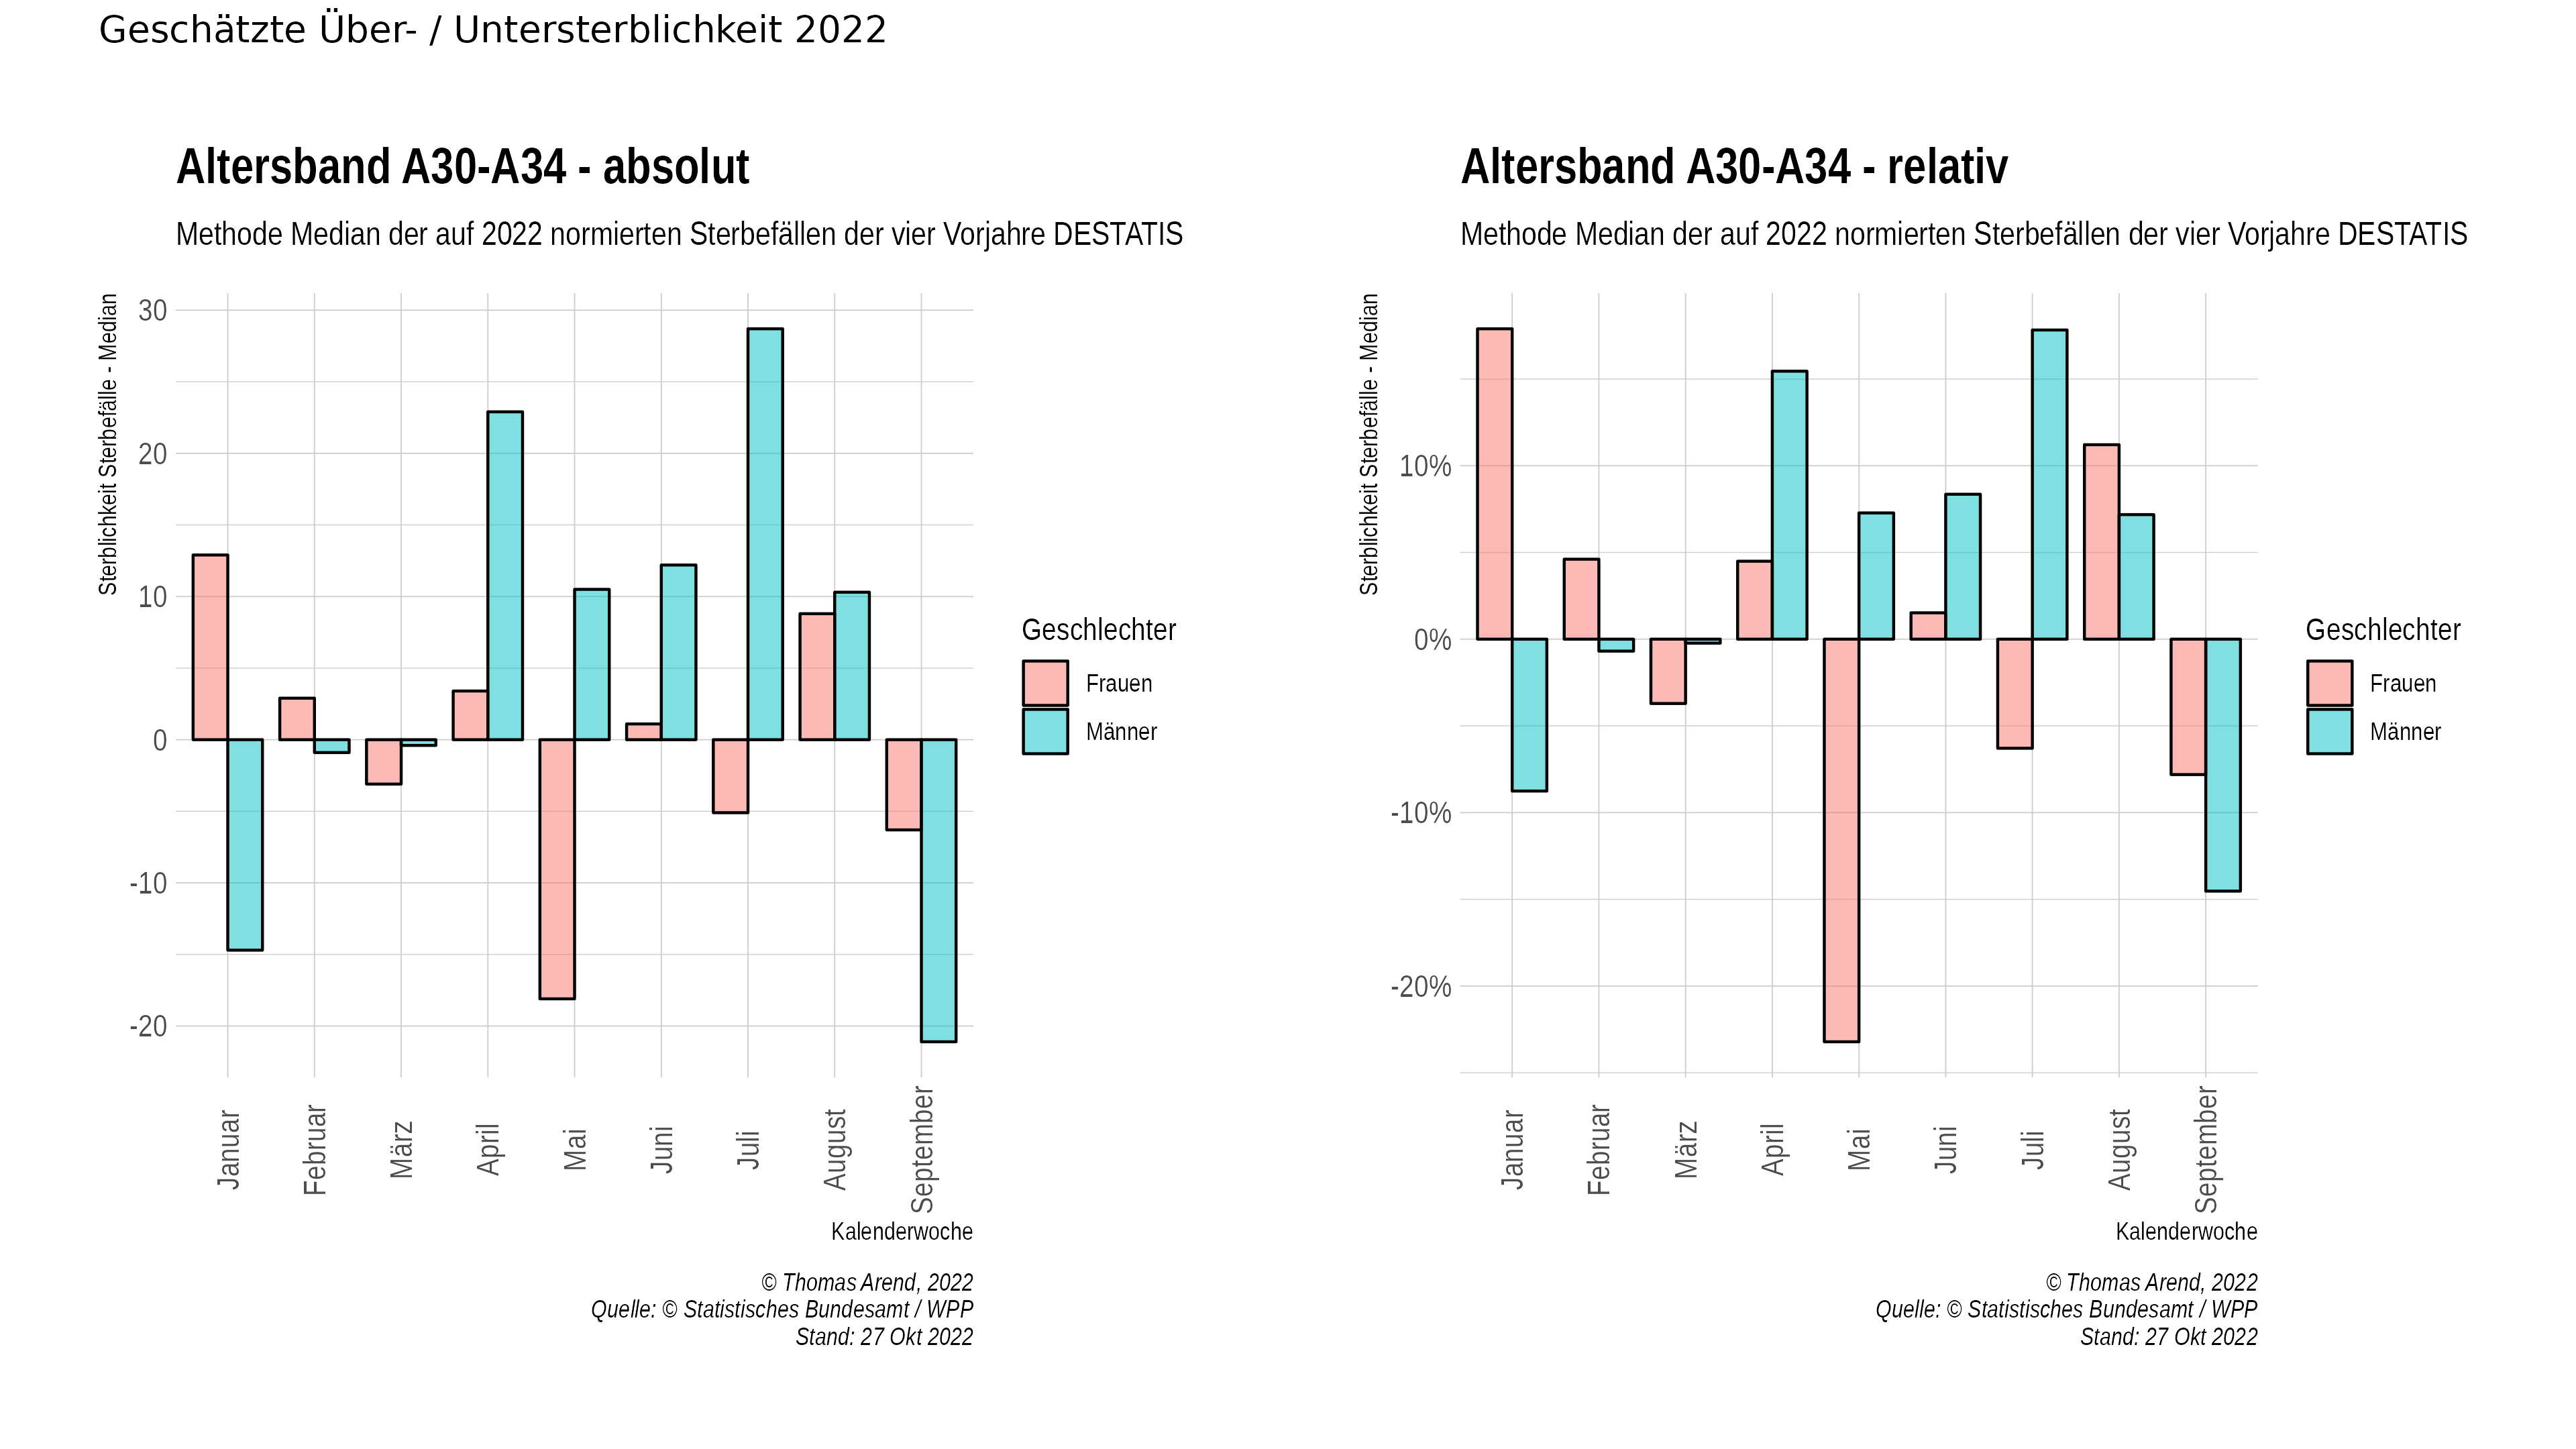 Geschätzte Über- / Untersterblichkeit 2022
Altersband A30-A34 - absolut
Methode Median der auf 2022 normierten Sterbefällen der vier Vorjahre DESTATIS
Sterblichkeit Sterbefälle - Median
30
20
10
0
-10
-20
Januar
Februar
März
April
Mai
Juni
Juli
August
September
Kalenderwoche
Geschlechter
Frauen
Männer
© Thomas Arend, 2022
Quelle: © Statistisches Bundesamt / WPP
Stand: 27 Okt 2022
Altersband A30-A34 - relativ
Methode Median der auf 2022 normierten Sterbefällen der vier Vorjahre DESTATIS
Sterblichkeit Sterbefälle - Median
10%
0%
-10%
-20%
Januar
Februar
März
April
Mai
Juni
Juli
August
September
Kalenderwoche
Geschlechter
Frauen
Männer
© Thomas Arend, 2022
Quelle: © Statistisches Bundesamt / WPP
Stand: 27 Okt 2022